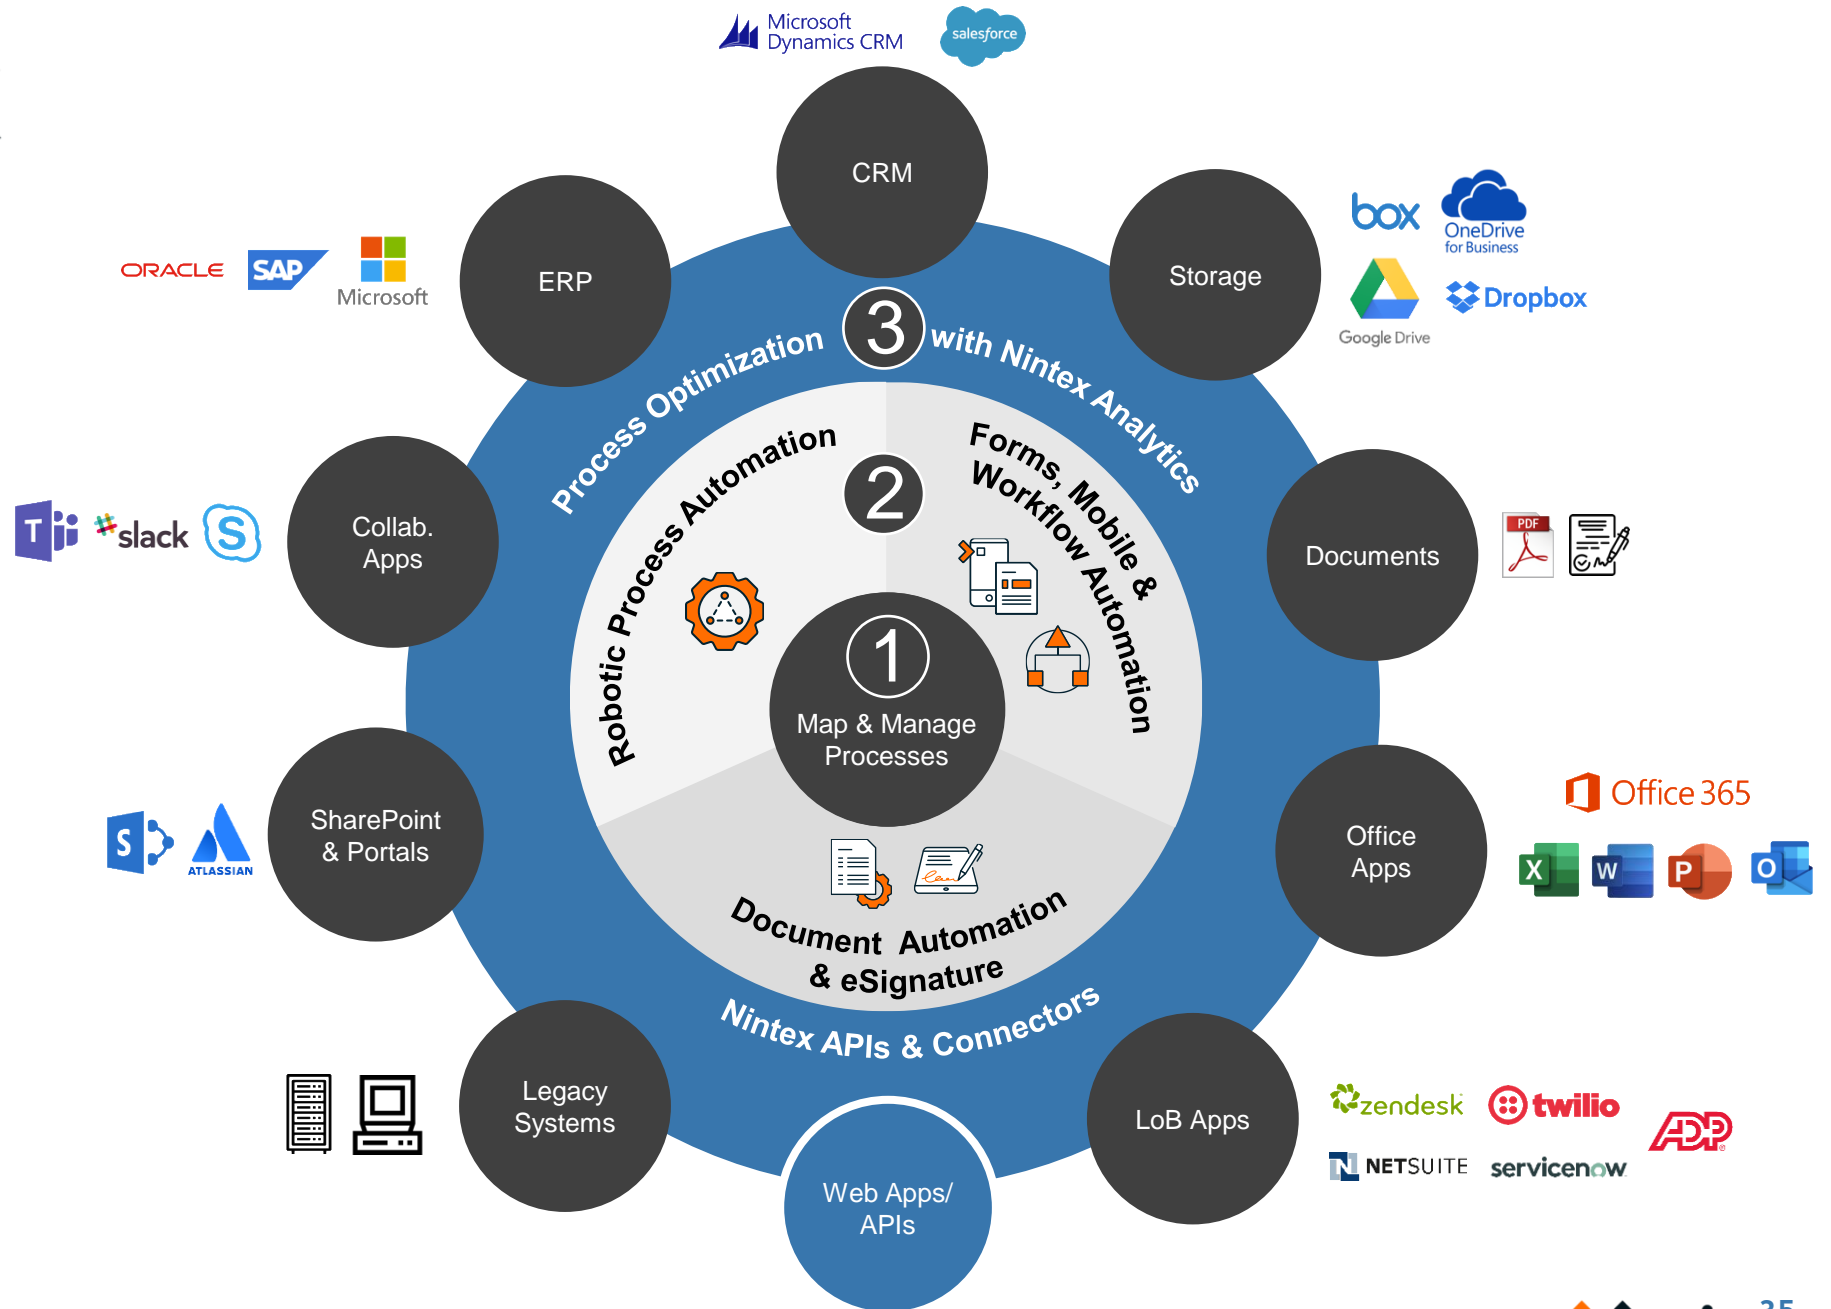 Microsoft
Dynamics CRM
salesforce
CRM
ERP
ORACLE
SAP
Microsoft
Storage
box
OneDrive
for Business
Google Drive
Dropbox
3
Process Optimization with Nintex Analytics
2
Robotic Process Automation
Forms, Mobile &
Workflow Automation
1
Map & Manage
Processes
Document Automation
& eSignature
Nintex APIs & Connectors
Collab.
Apps
T
slack
S
Documents
PDF
SharePoint
& Portals
S
ATLASSIAN
Office
Apps
Office 365
X
W
P
O
Legacy
Systems
Web Apps/
APIs
LoB Apps
zendesk
twilio
ADP
NETSUITE
servicenow
N